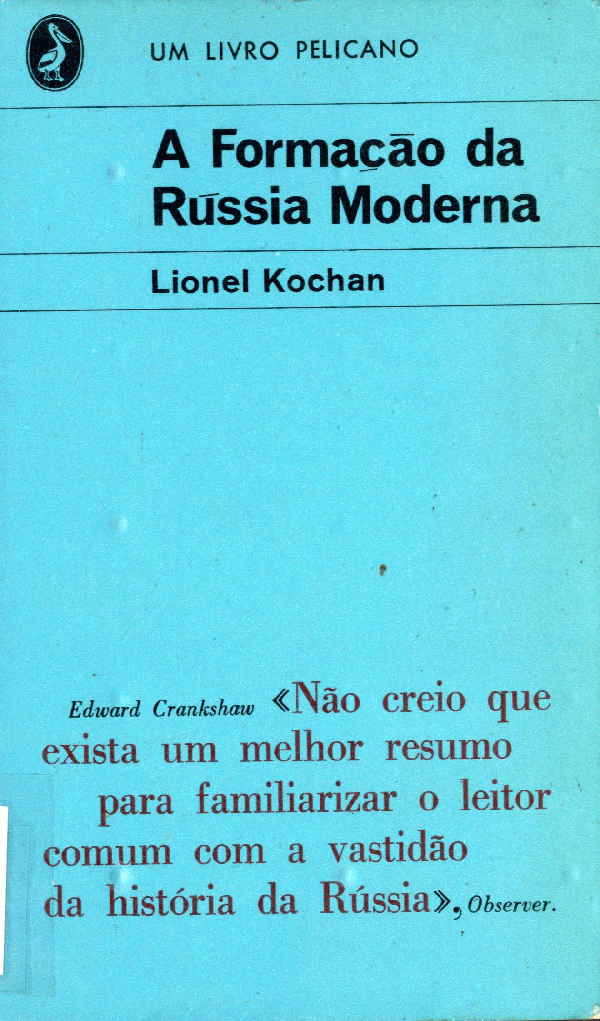 UM LIVRO PELICANO
A Formação da
Rússia Moderna
Lionel Kochan
Edward Crankshaw «Não creio que
exista um melhor resumo
para familiarizar o leitor
comum com a vastidão
da história da Rússia», Observer.